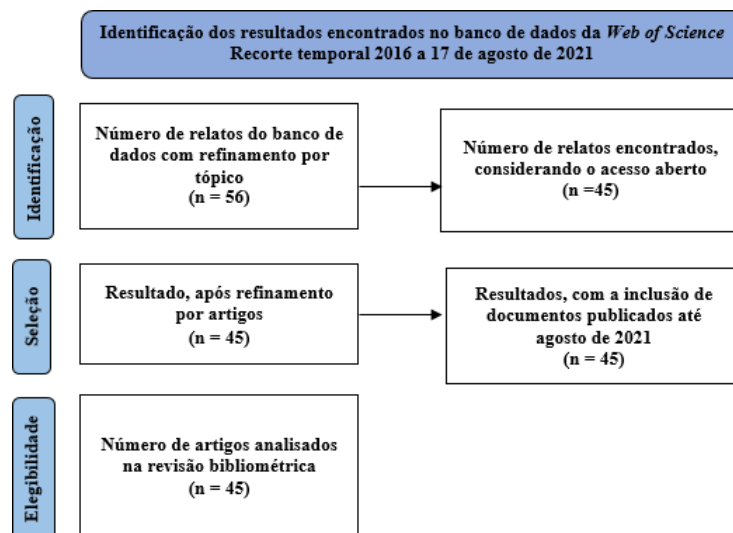 Identificação dos resultados encontrados no banco de dados da Web of Science
Recorte temporal 2016 a 17 de agosto de 2021
Identificação
Número de relatos do banco de
dados com refinamento por
tópico
(n = 56)
Número de relatos encontrados,
considerando o acesso aberto
(n =45)
Seleção
Resultado, após refinamento
por artigos
(n = 45)
Resultados, com a inclusão de
documentos publicados até
agosto de 2021
(n = 45)
Elegibilidade
Número de artigos analisados
na revisão bibliométrica
(n = 45)